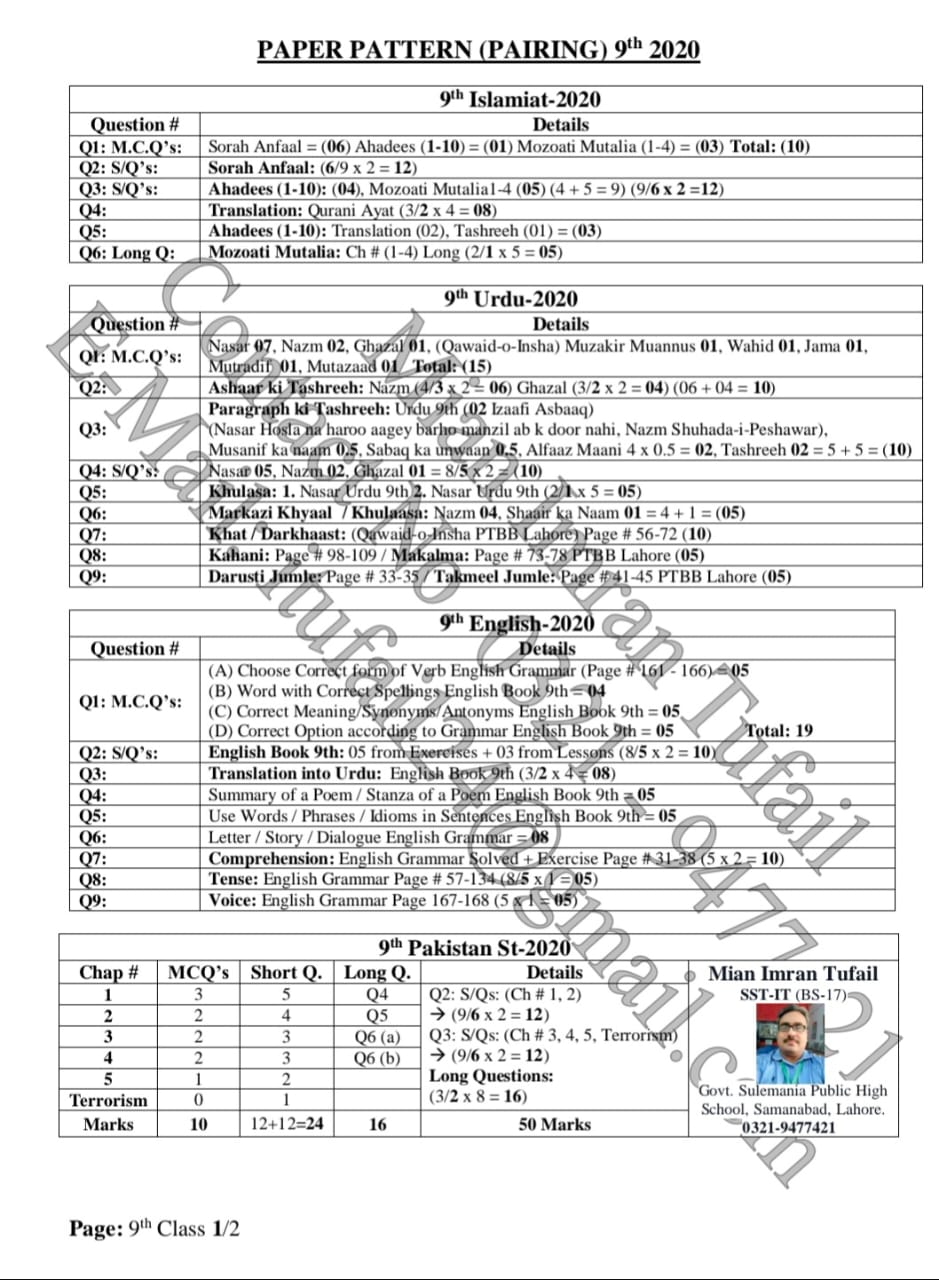 PAPER PATTERN (PAIRING) 9th 2020
9th Islamiat-2020
Question # Details
Q1: M.C.Q's: Sorah Anfaal = (06) Ahadees (1-10) = (01) Mozoati Mutalia (1-4) = (03) Total: (10)
Q2: S/Q's: Sorah Anfaal: (6/9 x 2 = 12)
Q3: S/Q's: Ahadees (1-10): (04), Mozoati Mutalia1-4 (05) (4 + 5 = 9) (9/6 x 2 =12)
Q4: Translation: Qurani Ayat (3/2 x 4 = 08)
Q5: Ahadees (1-10): Translation (02), Tashreeh (01) = (03)
Q6: Long Q: Mozoati Mutalia: Ch # (1-4) Long (2/1 x 5 = 05)
9th Urdu-2020
Question # Details
Q1: M.C.Q's: Nasar 07, Nazm 02, Ghazal 01, (Qawaid-o-Insha) Muzakir Muannus 01, Wahid 01, Jama 01,
Mutradif 01, Mutazaad 01 Total: (15)
Q2: Ashaar ki Tashreeh: Nazm (4/3 x 2 = 06) Ghazal (3/2 x 2 = 04) (06 + 04 = 10)
Q3: Paragraph ki Tashreeh: Urdu 9th (02 Izaafi Asbaaq)
(Nasar Hosla na haroo aagey barho manzil ab k door nahi, Nazm Shuhada-i-Peshawar),
Musanif ka naam 0.5, Sabaq ka unwaan 0.5, Alfaaz Maani 4 x 0.5 = 02, Tashreeh 02 = 5 + 5 = (10)
Q4: S/Q's: Nasar 05, Nazm 02, Ghazal 01 = 8/5 x 2 = (10)
Q5: Khulasa: 1. Nasar Urdu 9th 2. Nasar Urdu 9th (2/1 x 5 = 05)
Q6: Markazi Khyaal / Khulaasa: Nazm 04, Shaair ka Naam 01 = 4 + 1 = (05)
Q7: Khat / Darkhaast: (Qawaid-o-Insha PTBB Lahore) Page # 56-72 (10)
Q8: Kahani: Page # 98-109 / Makalma: Page # 73-78 PTBB Lahore (05)
Q9: Darusti Jumle: Page # 33-35 / Takmeel Jumle: Page # 41-45 PTBB Lahore (05)
9th English-2020
Question # Details
Q1: M.C.Q's: (A) Choose Correct form of Verb English Grammar (Page # 161 - 166) = 05
(B) Word with Correct Spellings English Book 9th = 04
(C) Correct Meaning/Synonyms/Antonyms English Book 9th = 05
(D) Correct Option according to Grammar English Book 9th = 05 Total: 19
Q2: S/Q's: English Book 9th: 05 from Exercises + 03 from Lessons (8/5 x 2 = 10)
Q3: Translation into Urdu: English Book 9th (3/2 x 4 = 08)
Q4: Summary of a Poem / Stanza of a Poem English Book 9th = 05
Q5: Use Words / Phrases / Idioms in Sentences English Book 9th = 05
Q6: Letter / Story / Dialogue English Grammar = 08
Q7: Comprehension: English Grammar Solved + Exercise Page # 31-38 (5 x 2 = 10)
Q8: Tense: English Grammar Page # 57-134 (8/5 x 1 = 05)
Q9: Voice: English Grammar Page 167-168 (5 x 1 = 05)
9th Pakistan St-2020
Chap # MCQ's Short Q. Long Q. Details
1 3 5 Q4 Q2: S/Qs: (Ch # 1, 2)
2 2 4 Q5 → (9/6 x 2 = 12)
3 2 3 Q6 (a) Q3: S/Qs: (Ch # 3, 4, 5, Terrorism)
4 2 3 Q6 (b) → (9/6 x 2 = 12)
5 1 2 Long Questions:
Terrorism 0 1 (3/2 x 8 = 16)
Marks 10 12+12=24 16 50 Marks
Mian Imran Tufail
SST-IT (BS-17)
Govt. Sulemania Public High
School, Samanabad, Lahore.
0321-9477421
Page: 9th Class 1/2
Mian Imran Tufail
Contact No 0321-9477421
E-Mail: itufail24@gmail.com